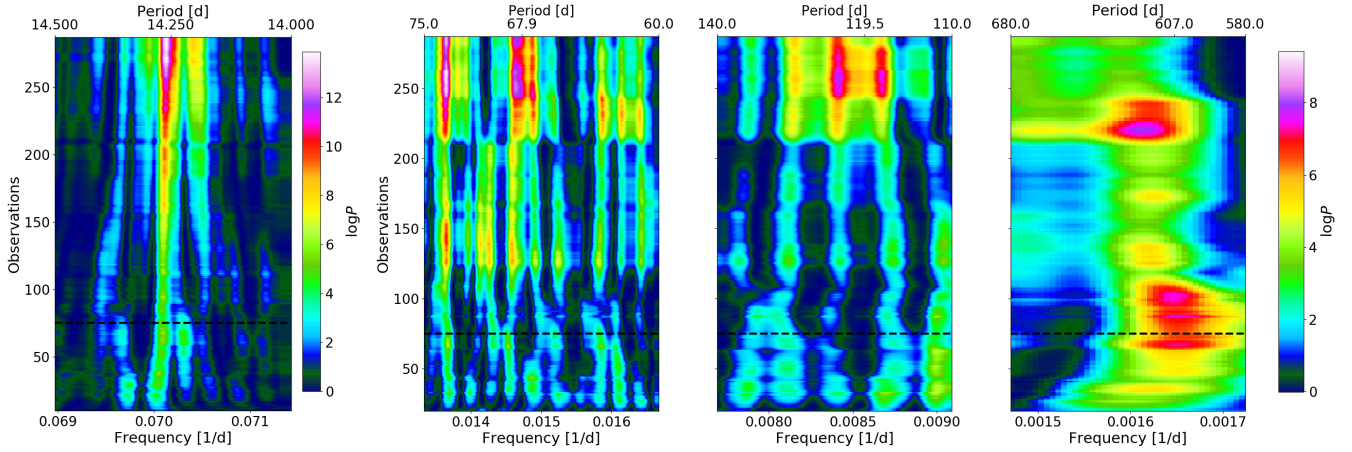 Period [d]
14.500 14.250 14.000
Observations
250
200
150
100
50
0.069 0.070 0.071
Frequency [1/d]
12
10
8
6
4
2
0
logP
Period [d]
75.0 67.9 60.0
Observations
250
200
150
100
50
0.014 0.015 0.016
Frequency [1/d]
Period [d]
140.0 119.5 110.0
0.0080 0.0085 0.0090
Frequency [1/d]
Period [d]
680.0 607.0 580.0
0.0015 0.0016 0.0017
Frequency [1/d]
8
6
4
2
0
logP